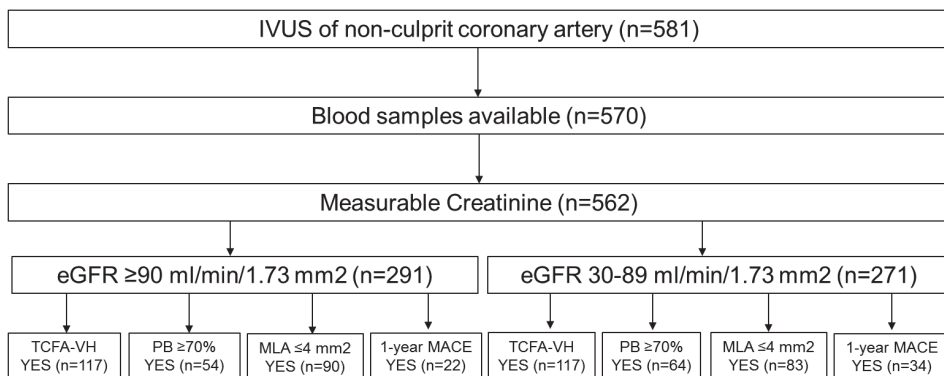 IVUS of non-culprit coronary artery (n=581)
Blood samples available (n=570)
Measurable Creatinine (n=562)
eGFR ≥90 ml/min/1.73 mm2 (n=291)
eGFR 30-89 ml/min/1.73 mm2 (n=271)
TCFA-VH
YES (n=117)
PB ≥70%
YES (n=54)
MLA ≤4 mm2
YES (n=90)
1-year MACE
YES (n=22)
TCFA-VH
YES (n=117)
PB ≥70%
YES (n=64)
MLA ≤4 mm2
YES (n=83)
1-year MACE
YES (n=34)